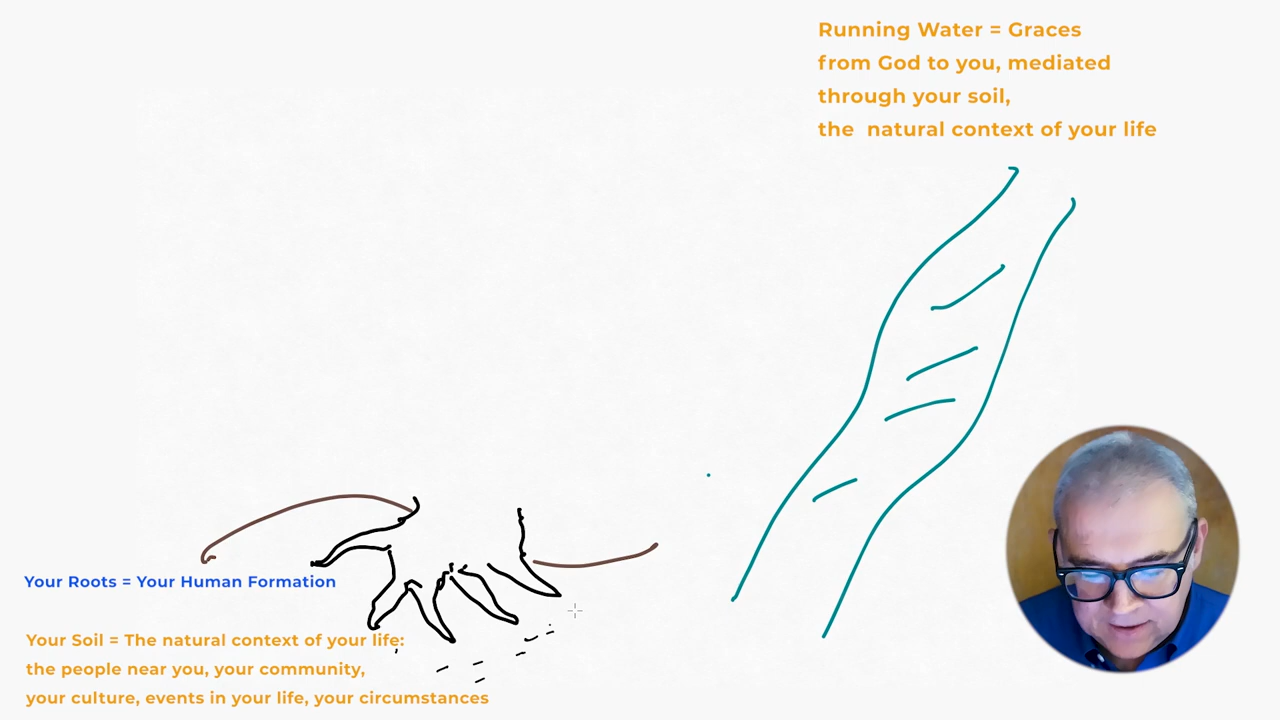 Running Water = Graces
from God to you, mediated
through your soil,
the  natural context of your life
Your Roots = Your Human Formation
Your Soil = The natural context of your life:
the people near you, your community,
your culture, events in your life, your circumstances